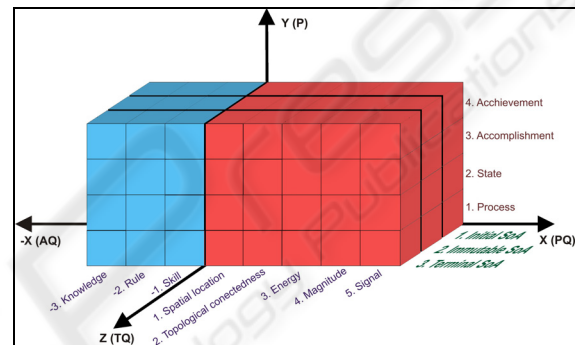 Y (P)
4. Acchievement
3. Accomplishment
2. State
1. Process
-X (AQ)
X (PQ)
1. Initial SoA
2. Immutable SoA
3. Terminal SoA
-3. Knowledge
-2. Rule
-1. Skill
1. Spatial location
2. Topological conectedness
3. Energy
4. Magnitude
5. Signal
Z (TQ)